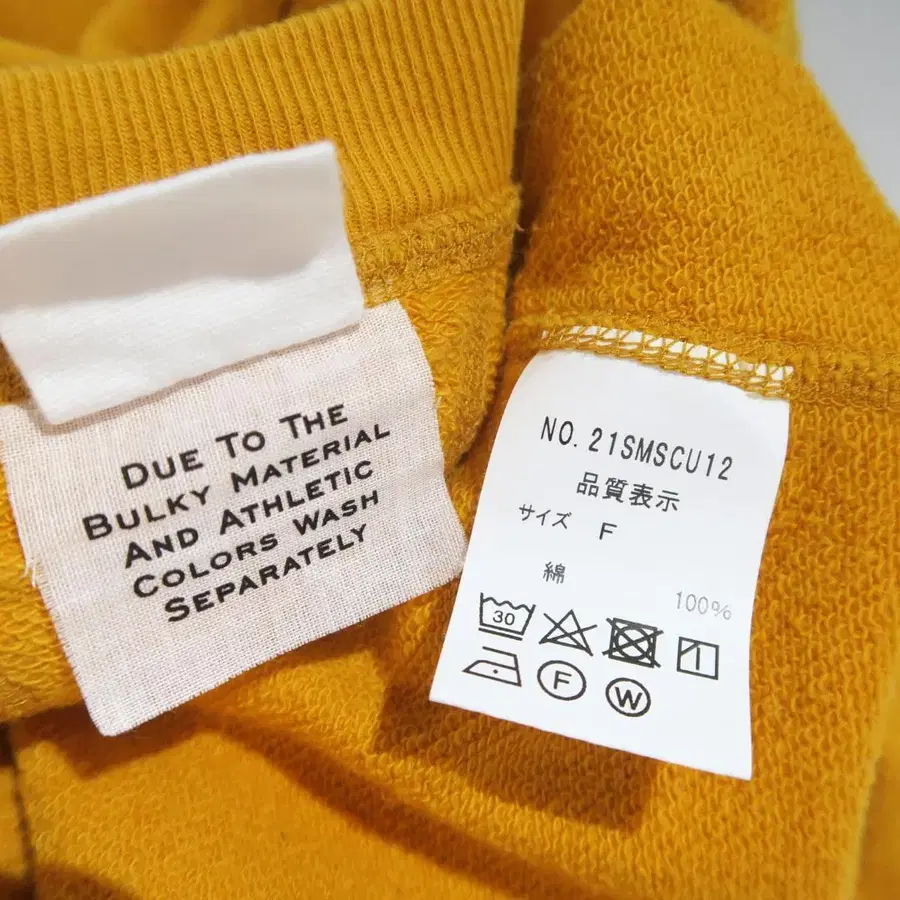 DUE TO THE
BULKY MATERIAL
AND ATHLETIC
COLORS WASH
SEPARATELY
NO. 21SMSCU12
品質表示
サイズ F
綿
100%
30
F
W